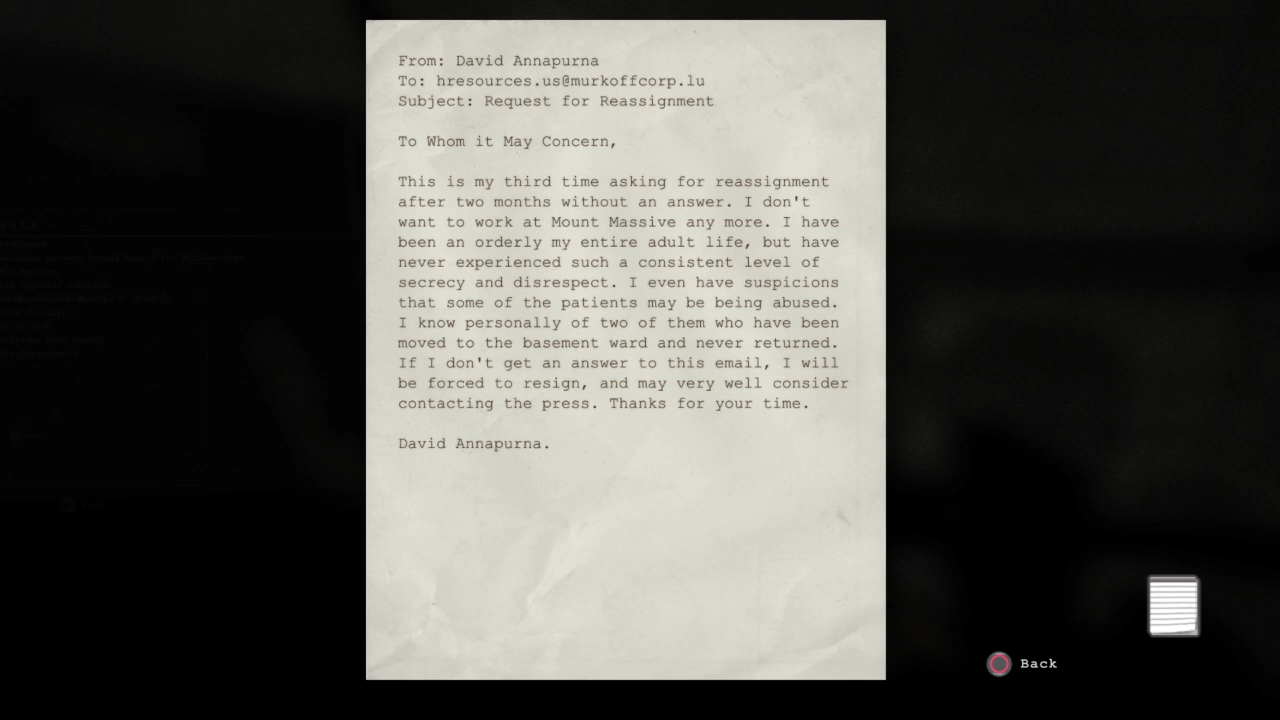 From: David Annapurna
To: hresources.us@murkoffcorp.lu
Subject: Request for Reassignment
To Whom it May Concern,
This is my third time asking for reassignment
after two months without an answer. I don't
want to work at Mount Massive any more. I have
been an orderly my entire adult life, but have
never experienced such a consistent level of
secrecy and disrespect. I even have suspicions
that some of the patients may be being abused.
I know personally of two of them who have been
moved to the basement ward and never returned.
If I don't get an answer to this email, I will
be forced to resign, and may very well consider
contacting the press. Thanks for your time.
David Annapurna.
Back